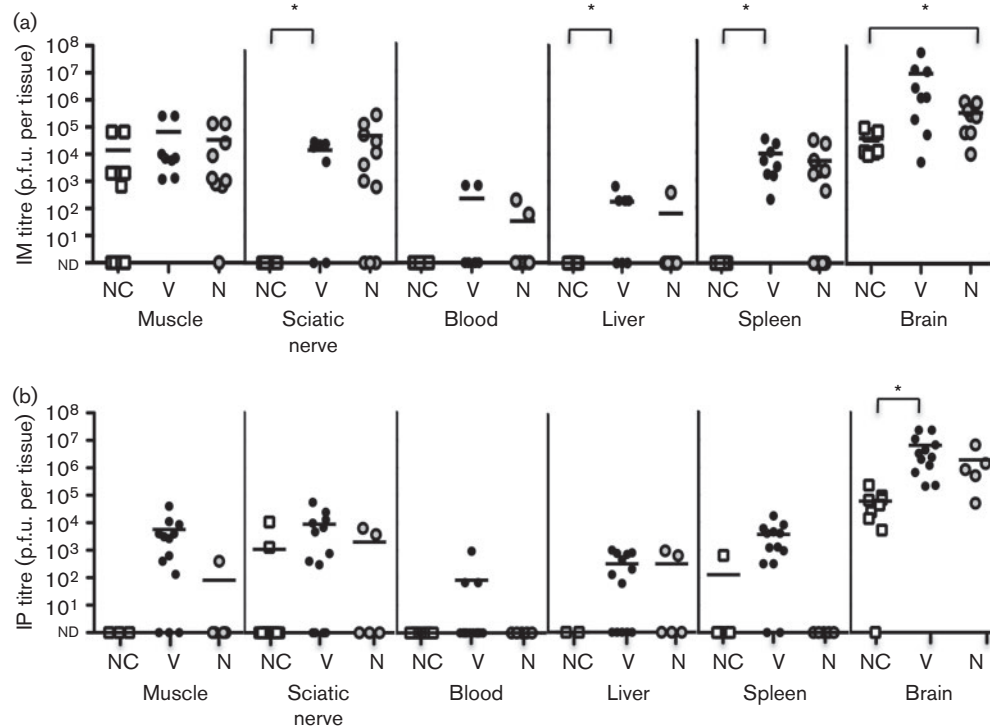 (a)
* * * *
IM titre (p.f.u. per tissue)
10⁸
10⁷
10⁶
10⁵
10⁴
10³
10²
10¹
ND
NC V N NC V N NC V N NC V N NC V N NC V N
Muscle Sciatic nerve Blood Liver Spleen Brain
(b)
*
IP titre (p.f.u. per tissue)
10⁸
10⁷
10⁶
10⁵
10⁴
10³
10²
10¹
ND
NC V N NC V N NC V N NC V N NC V N NC V N
Muscle Sciatic nerve Blood Liver Spleen Brain